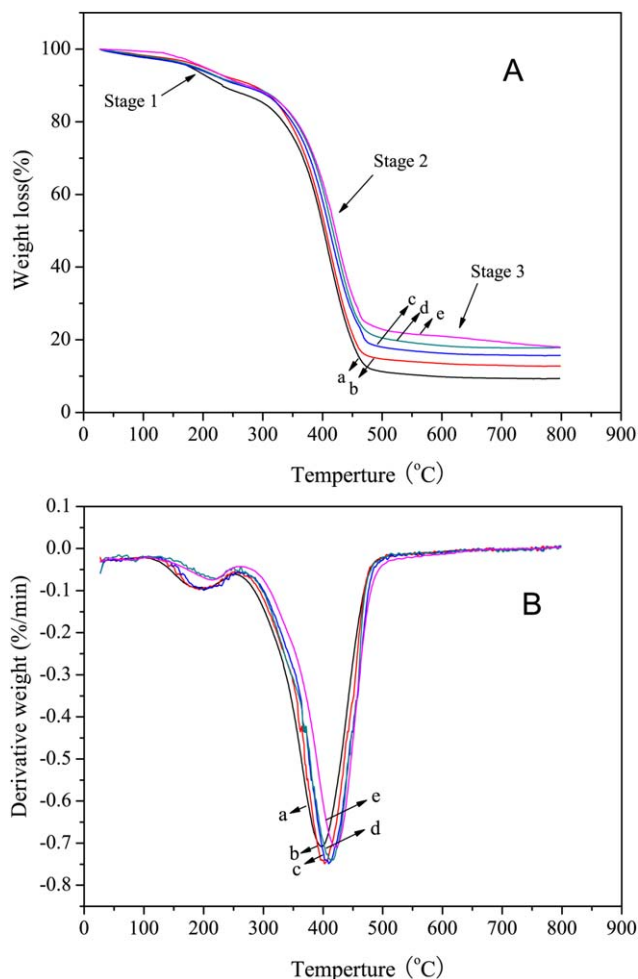 A
100
80
60
40
20
0
Weight loss(%)
Stage 1
Stage 2
Stage 3
c
d
e
a
b
0 100 200 300 400 500 600 700 800 900
Temperture (°C)
B
0.1
0.0
-0.1
-0.2
-0.3
-0.4
-0.5
-0.6
-0.7
-0.8
Derivative weight (%/min)
a
e
b
d
c
0 100 200 300 400 500 600 700 800 900
Temperture (°C)